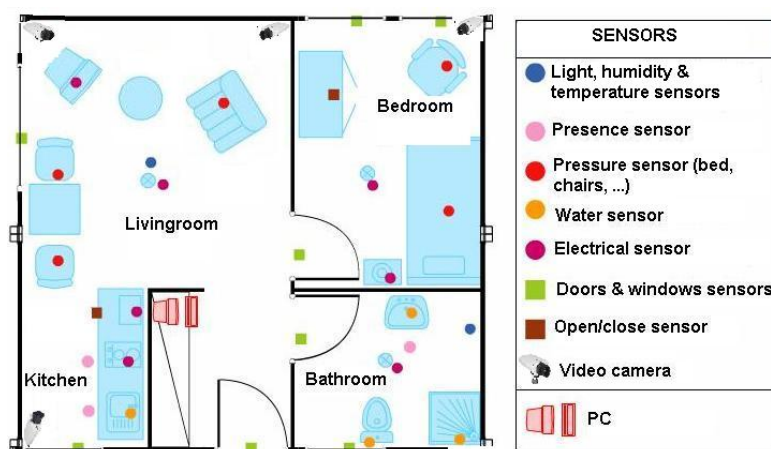 SENSORS
Light, humidity &
temperature sensors
Presence sensor
Pressure sensor (bed,
chairs, ...)
Water sensor
Electrical sensor
Doors & windows sensors
Open/close sensor
Video camera
PC
Bedroom
Livingroom
Kitchen
Bathroom